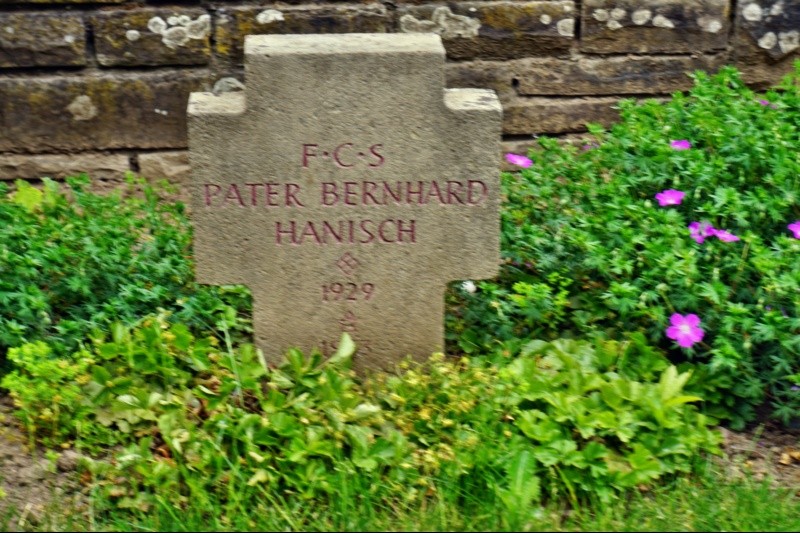 F·C·S
PATER BERNHARD
HANISCH
1929